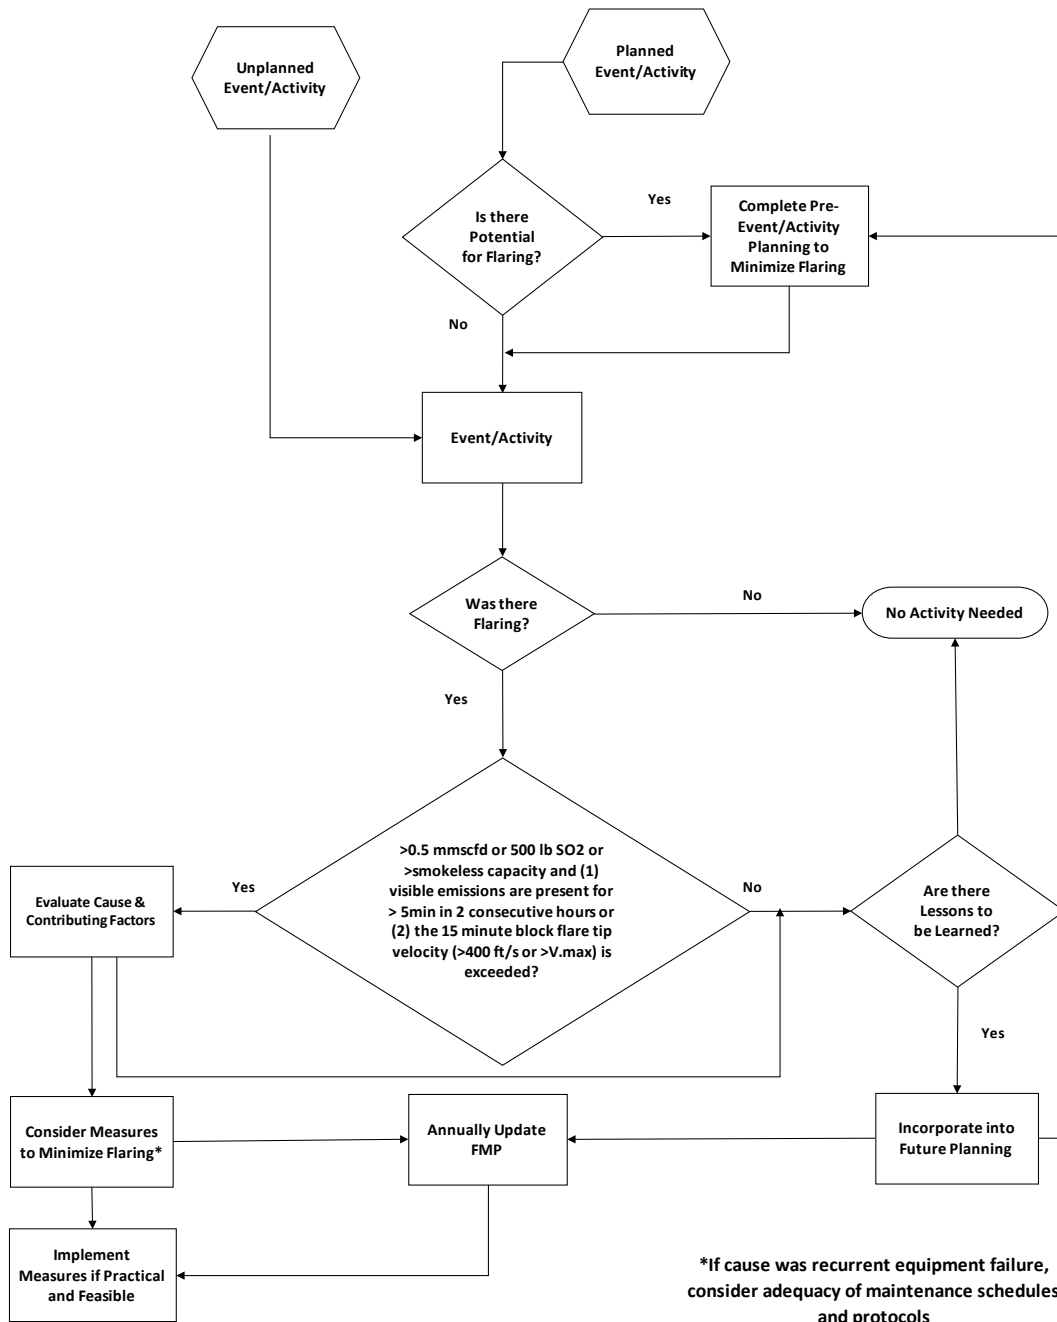 Unplanned
Event/Activity
Planned
Event/Activity
Is there
Potential
for Flaring?
Yes
Complete Pre-
Event/Activity
Planning to
Minimize Flaring
No
Event/Activity
Was there
Flaring?
No
No Activity Needed
Yes
>0.5 mmscfd or 500 lb SO2 or
>smokeless capacity and (1)
visible emissions are present for
> 5min in 2 consecutive hours or
(2) the 15 minute block flare tip
velocity (>400 ft/s or >V.max) is
exceeded?
Yes
No
Evaluate Cause &
Contributing Factors
Are there
Lessons to
be Learned?
Yes
Consider Measures
to Minimize Flaring*
Annually Update
FMP
Incorporate into
Future Planning
Implement
Measures if Practical
and Feasible
*If cause was recurrent equipment failure,
consider adequacy of maintenance schedules
and protocols